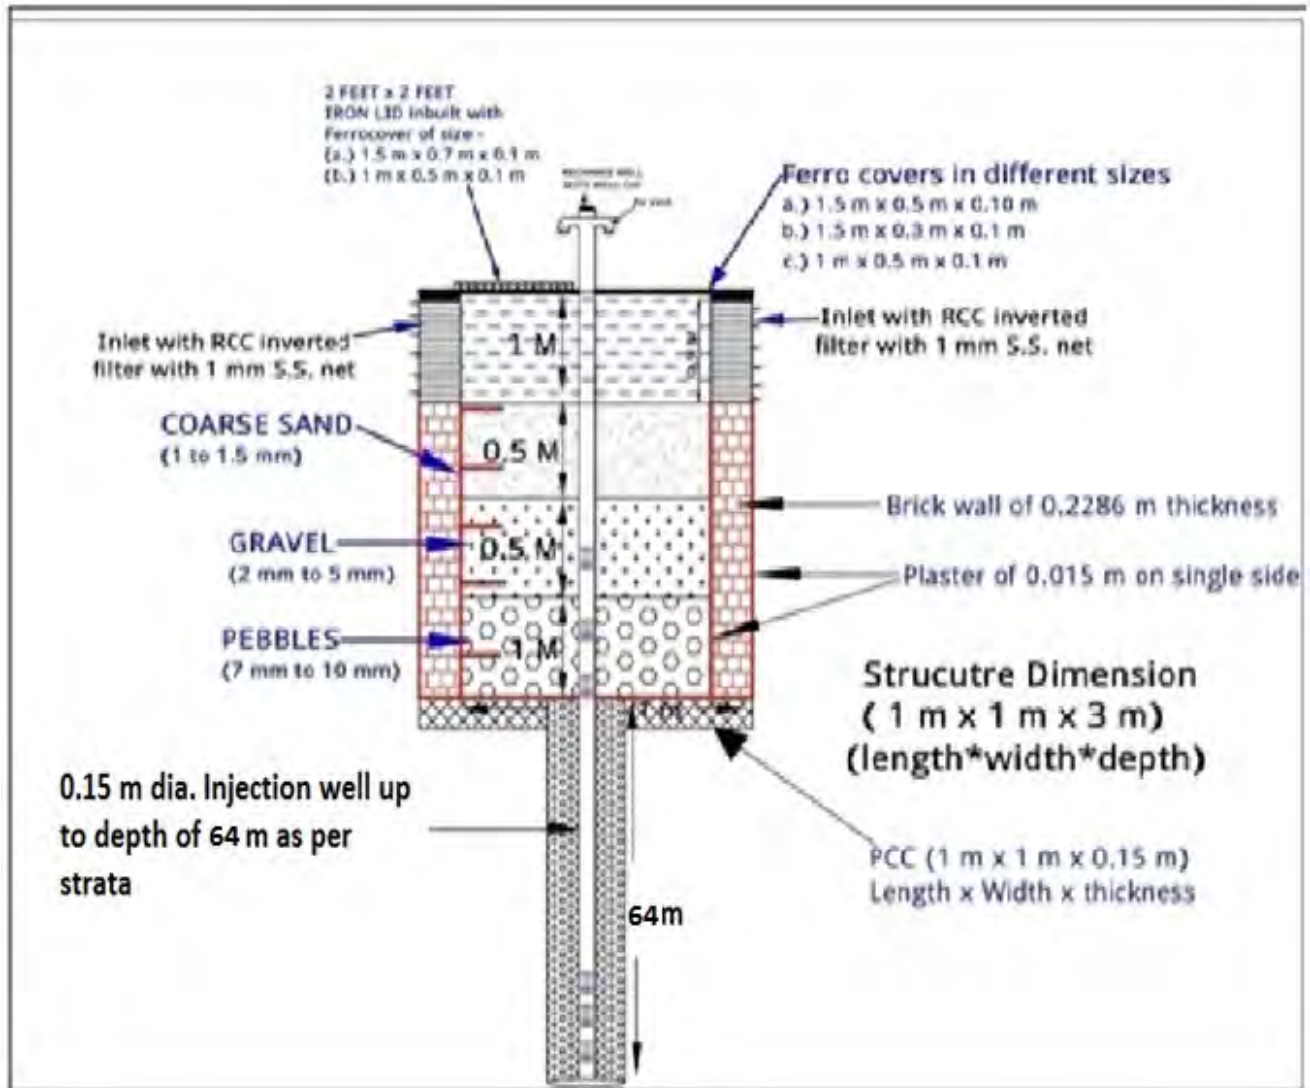 2 FEET x 2 FEET
IRON LID inbuilt with
Ferrocover of size -
(a.) 1.5 m x 0.7 m x 0.1 m
(b.) 1 m x 0.5 m x 0.1 m
Ferro covers in different sizes
a.) 1.5 m x 0.5 m x 0.10 m
b.) 1.5 m x 0.3 m x 0.1 m
c.) 1 m x 0.5 m x 0.1 m
Inlet with RCC inverted
filter with 1 mm S.S. net
1 M
Inlet with RCC inverted
filter with 1 mm S.S. net
COARSE SAND
(1 to 1.5 mm)
0.5 M
Brick wall of 0.2286 m thickness
GRAVEL
(2 mm to 5 mm)
0.5 M
Plaster of 0.015 m on single side
PEBBLES
(7 mm to 10 mm)
1 M
Strucutre Dimension
( 1 m x 1 m x 3 m)
(length*width*depth)
0.15 m dia. Injection well up
to depth of 64 m as per
strata
64m
PCC (1 m x 1 m x 0.15 m)
Length x Width x thickness